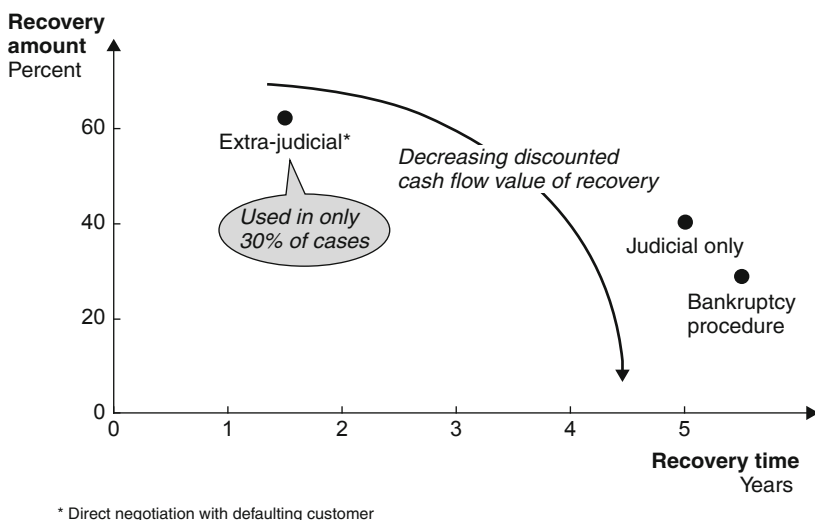 Recovery
amount
Percent
60
Extra-judicial*
Decreasing discounted
cash flow value of recovery
Used in only
30% of cases
40
Judicial only
Bankruptcy
procedure
20
0
0 1 2 3 4 5
Recovery time
Years
* Direct negotiation with defaulting customer